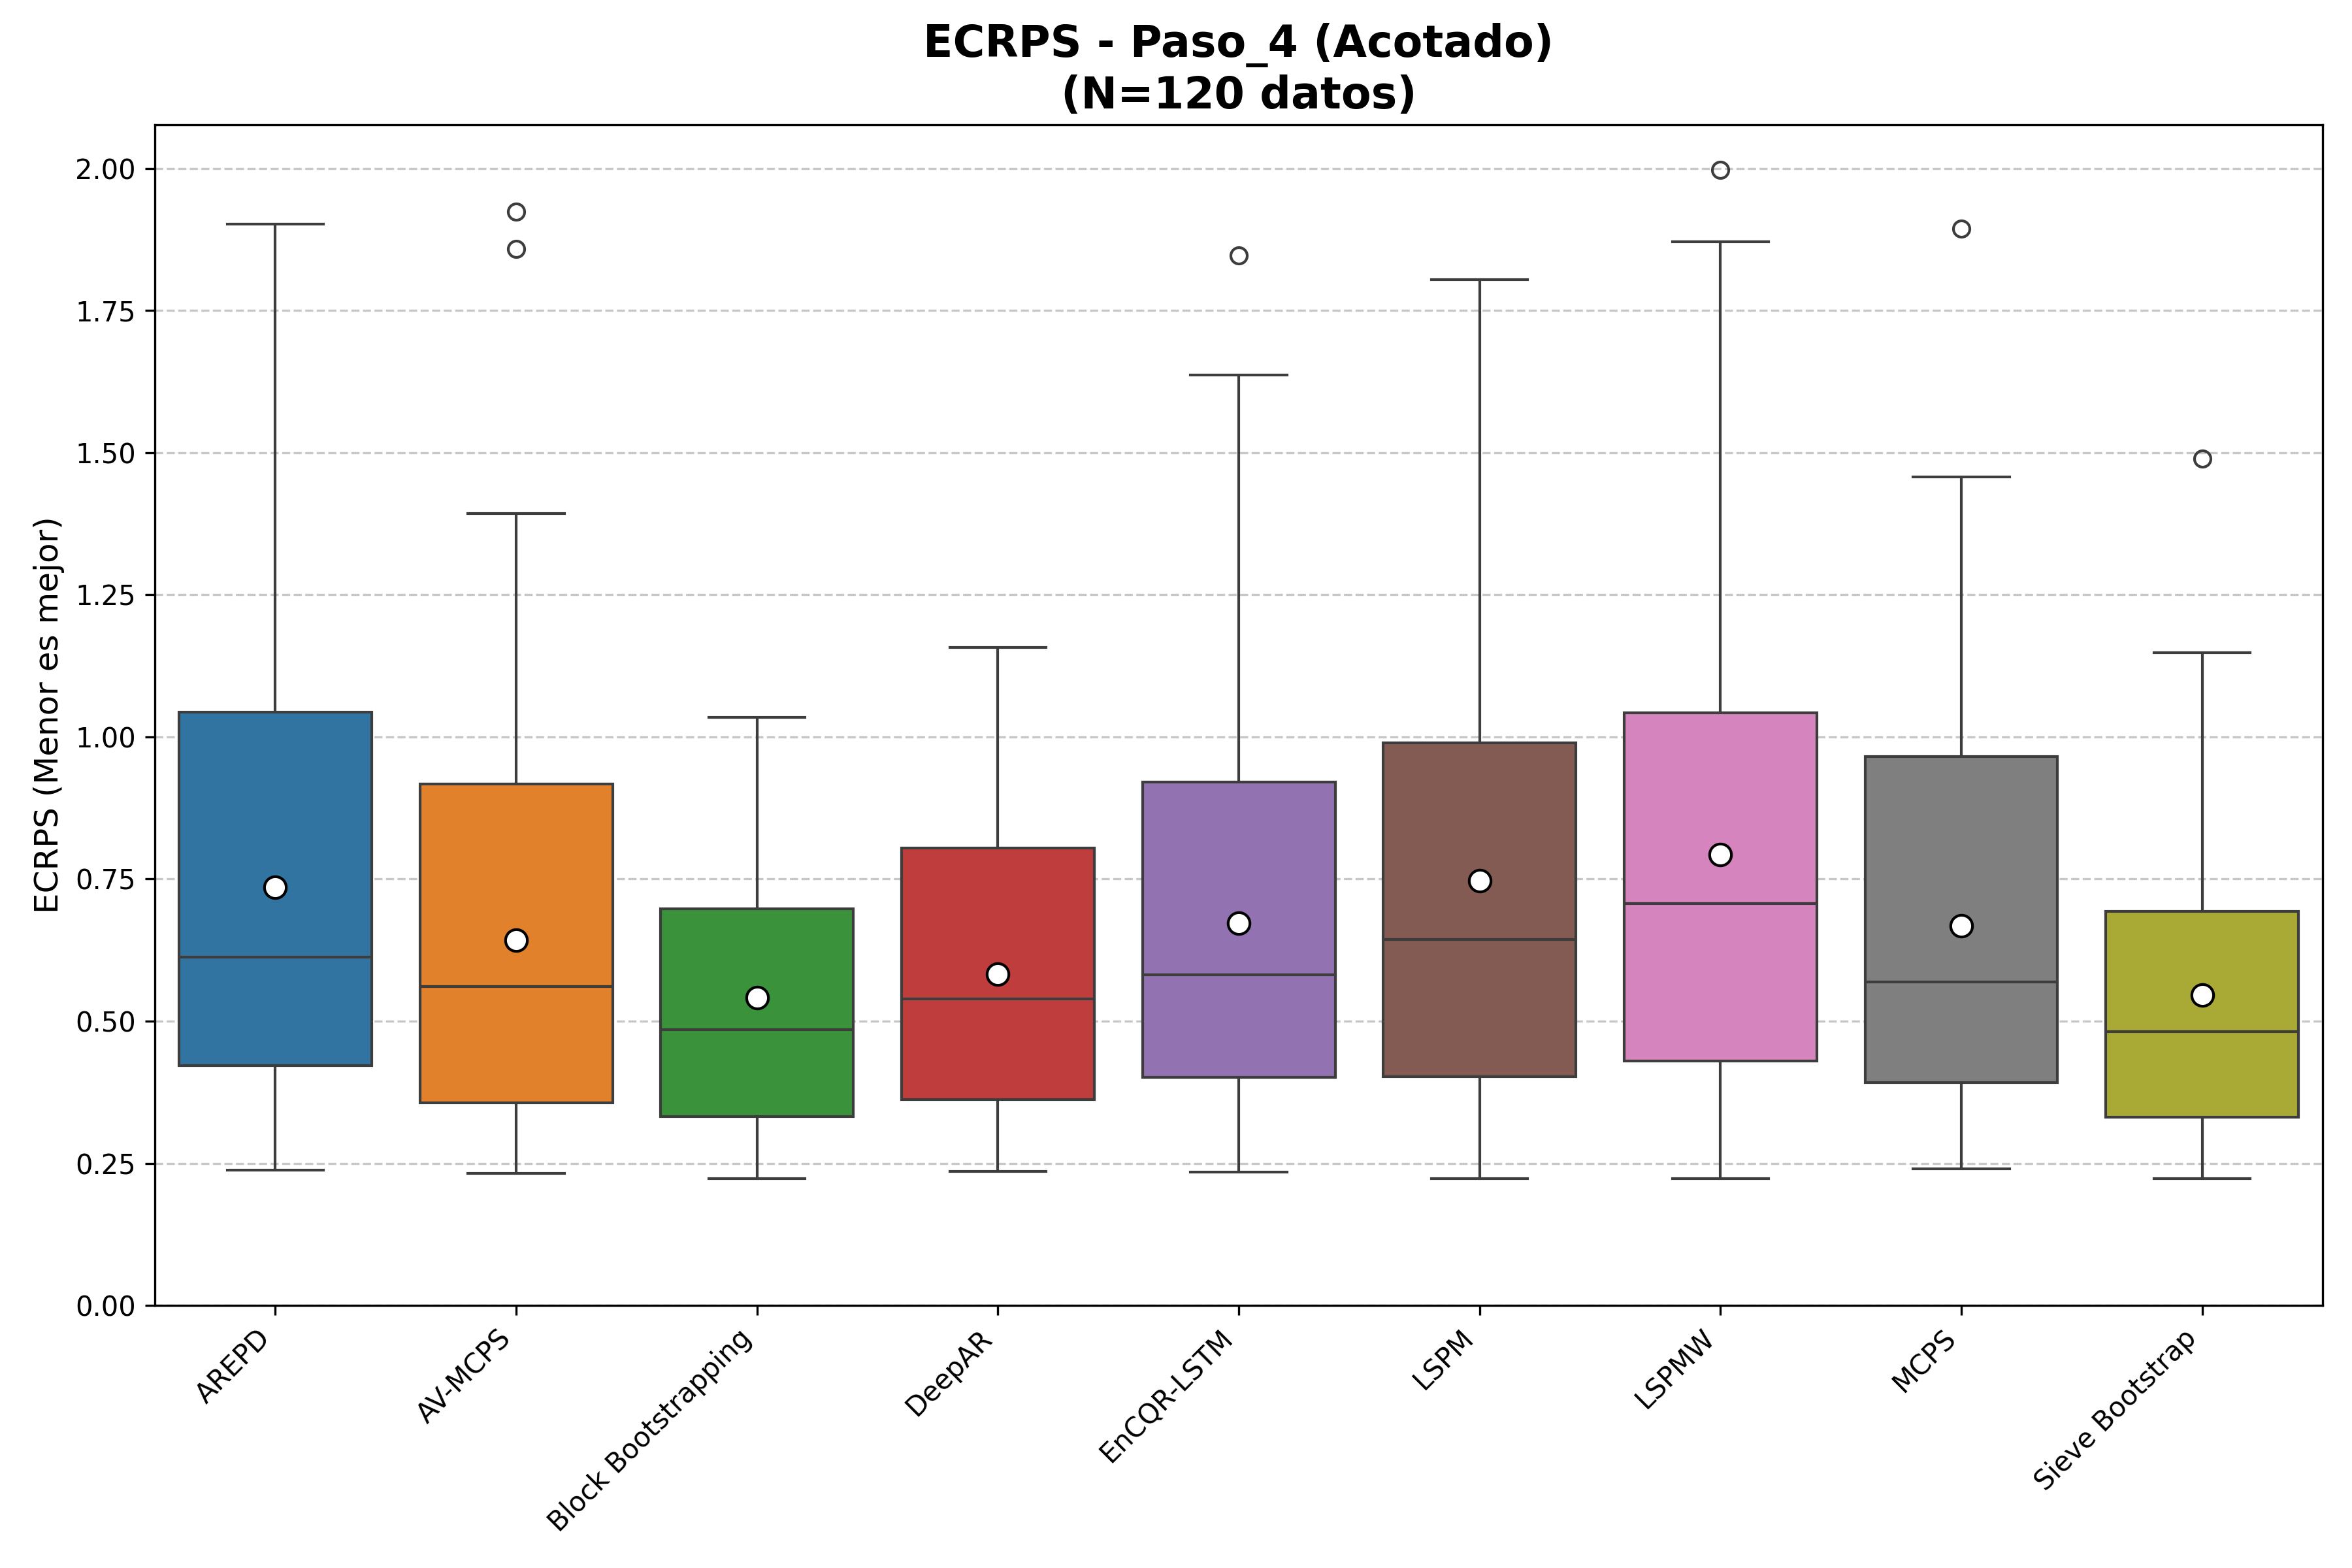 ECRPS - Paso_4 (Acotado)
(N=120 datos)
ECRPS (Menor es mejor)
2.00
1.75
1.50
1.25
1.00
0.75
0.50
0.25
0.00
AREPD
AV-MCPS
Block Bootstrapping
DeepAR
EnCQR-LSTM
LSPM
LSPMW
MCPS
Sieve Bootstrap